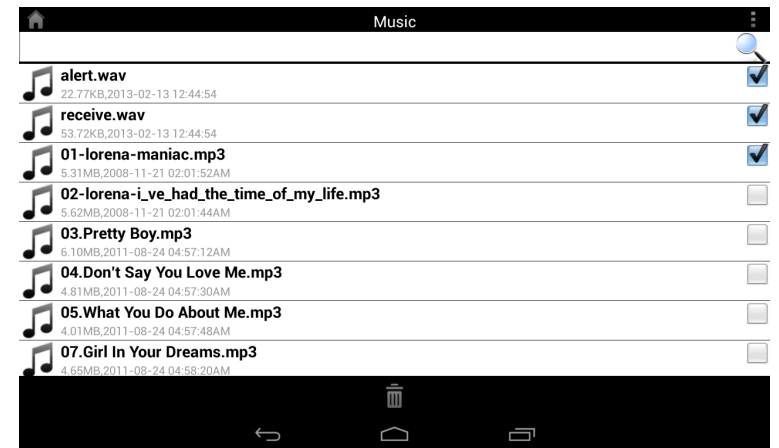 Music
alert.wav
22.77KB,2013-02-13 12:44:54
receive.wav
53.72KB,2013-02-13 12:44:54
01-lorena-maniac.mp3
5.31MB,2008-11-21 02:01:52AM
02-lorena-i_ve_had_the_time_of_my_life.mp3
5.62MB,2008-11-21 02:01:44AM
03.Pretty Boy.mp3
6.10MB,2011-08-24 04:57:12AM
04.Don't Say You Love Me.mp3
4.81MB,2011-08-24 04:57:30AM
05.What You Do About Me.mp3
4.01MB,2011-08-24 04:57:48AM
07.Girl In Your Dreams.mp3
4.65MB,2011-08-24 04:58:20AM